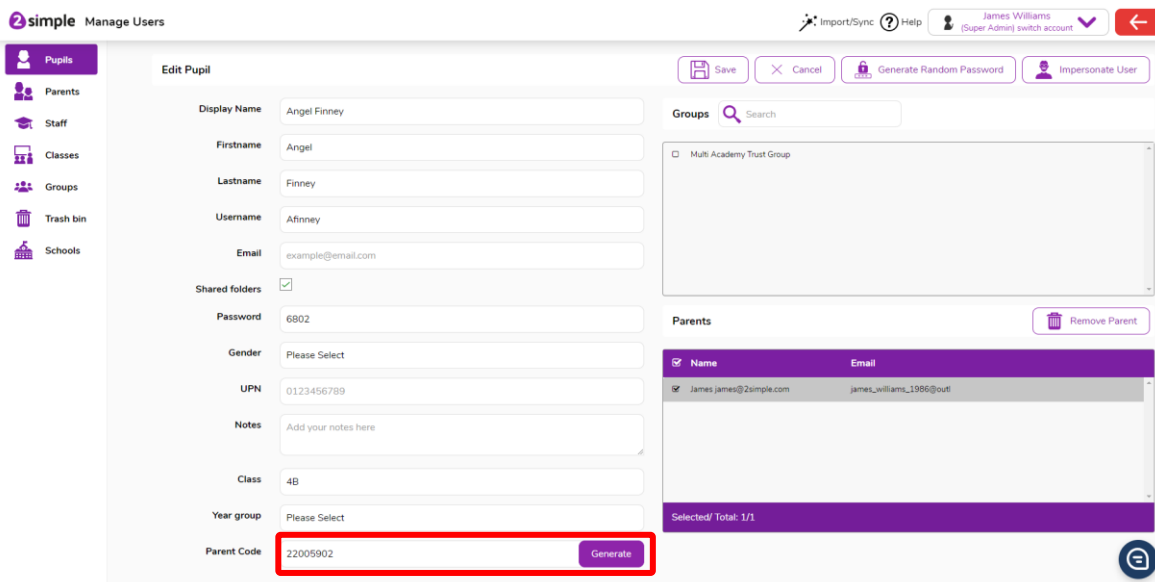 2simple Manage Users
Import/Sync ? Help
James Williams
(Super Admin) switch account
Pupils
Parents
Staff
Classes
Groups
Trash bin
Schools
Edit Pupil
Save
Cancel
Generate Random Password
Impersonate User
Display Name Angel Finney
Firstname Angel
Lastname Finney
Username Afinney
Email example@email.com
Shared folders
Password 6802
Gender Please Select
UPN 0123456789
Notes Add your notes here
Class 4B
Year group Please Select
Parent Code 22005902 Generate
Groups Search
Multi Academy Trust Group
Parents Remove Parent
Name Email
James james@2simple.com james_williams_1986@outl
Selected/ Total: 1/1